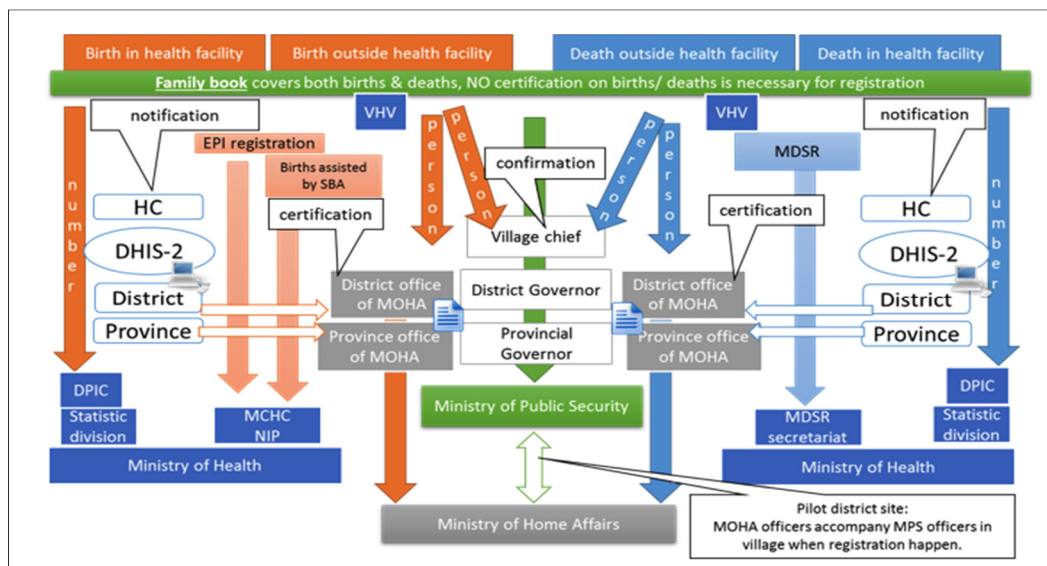 Birth in health facility
Birth outside health facility
Death outside health facility
Death in health facility
Family book covers both births & deaths, NO certification on births/ deaths is necessary for registration
notification
VHV
VHV
notification
EPI registration
Births assisted
by SBA
certification
number
HC
DHIS-2
District
Province
person
person
confirmation
person
person
MDSR
certification
number
HC
DHIS-2
District
Province
Village chief
District office
of MOHA
District Governor
District office
of MOHA
Province office
of MOHA
Provincial
Governor
Province office
of MOHA
DPIC
Statistic
division
MCHC
NIP
Ministry of Health
Ministry of Public Security
MDSR
secretariat
DPIC
Statistic
division
Ministry of Health
Ministry of Home Affairs
Pilot district site:
MOHA officers accompany MPS officers in
village when registration happen.